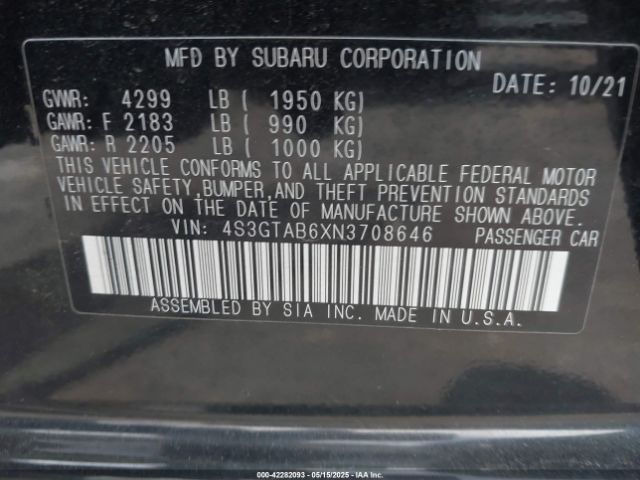 MFD BY SUBARU CORPORATION
DATE: 10/21
GVWR: 4299 LB ( 1950 KG)
GAWR: F 2183 LB ( 990 KG)
GAWR: R 2205 LB ( 1000 KG)
THIS VEHICLE CONFORMS TO ALL APPLICABLE FEDERAL MOTOR
VEHICLE SAFETY,BUMPER,AND THEFT PREVENTION STANDARDS
IN EFFECT ON THE DATE OF MANUFACTURE SHOWN ABOVE.
VIN: 4S3GTAB6XN3708646 PASSENGER CAR
ASSEMBLED BY SIA INC. MADE IN U.S.A.
000-42282093 - 05/15/2025 - IAAI.COM